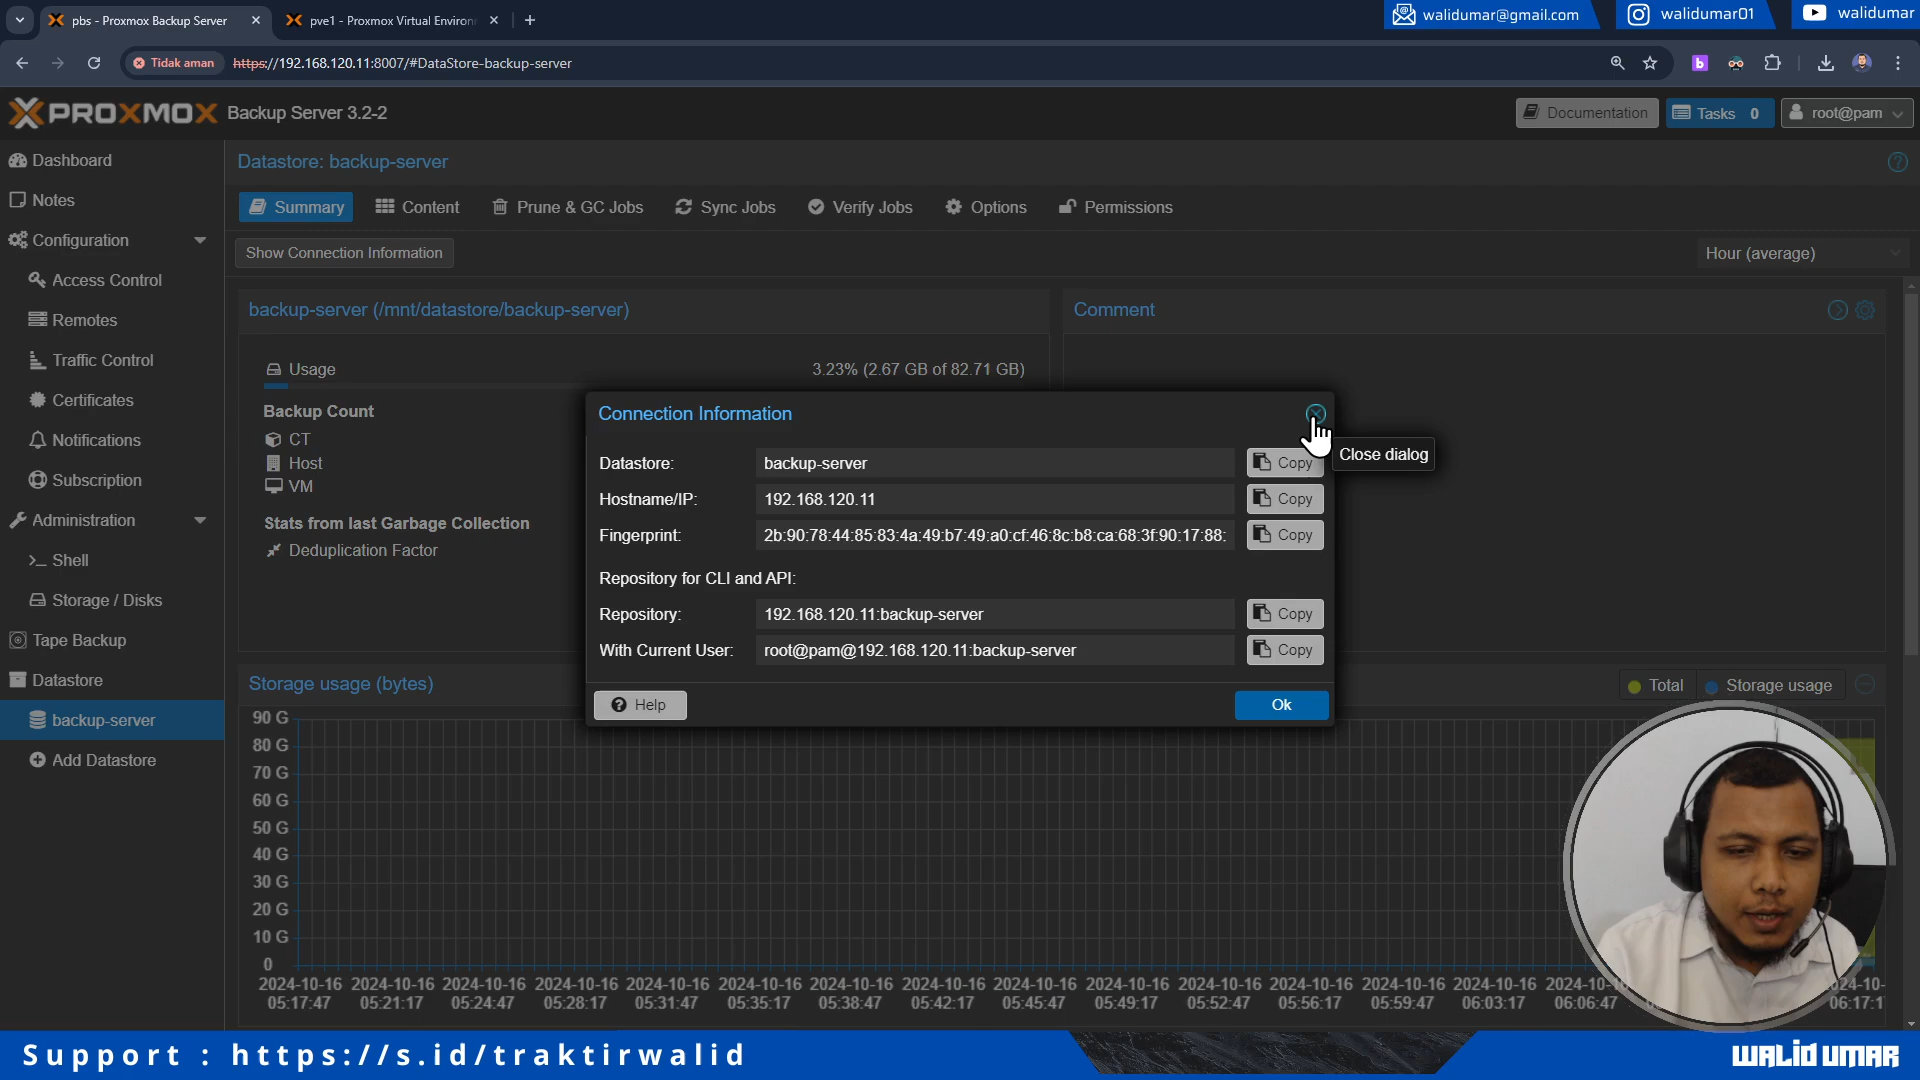 pbs - Proxmox Backup Server
pve1 - Proxmox Virtual Environ
walidumar@gmail.com
walidumar01
walidumar
Tidak aman
https://192.168.120.11:8007/#DataStore-backup-server
PROXMOX
Backup Server 3.2-2
Documentation
Tasks 0
root@pam
Dashboard
Notes
Configuration
Access Control
Remotes
Traffic Control
Certificates
Notifications
Subscription
Administration
Shell
Storage / Disks
Tape Backup
Datastore
backup-server
Add Datastore
Datastore: backup-server
Summary
Content
Prune & GC Jobs
Sync Jobs
Verify Jobs
Options
Permissions
Show Connection Information
Hour (average)
backup-server (/mnt/datastore/backup-server)
Comment
Usage
3.23% (2.67 GB of 82.71 GB)
Backup Count
CT
Host
VM
Stats from last Garbage Collection
Deduplication Factor
Connection Information
Close dialog
Datastore: backup-server Copy
Hostname/IP: 192.168.120.11 Copy
Fingerprint: 2b:90:78:44:85:83:4a:49:b7:49:a0:cf:46:8c:b8:ca:68:3f:90:17:88: Copy
Repository for CLI and API:
Repository: 192.168.120.11:backup-server Copy
With Current User: root@pam@192.168.120.11:backup-server Copy
Help
Ok
Storage usage (bytes)
Total
Storage usage
90 G
80 G
70 G
60 G
50 G
40 G
30 G
20 G
10 G
0
2024-10-16 2024-10-16 2024-10-16 2024-10-16 2024-10-16 2024-10-16 2024-10-16 2024-10-16 2024-10-16 2024-10-16 2024-10-16 2024-10-16 2024-10-16 2024-10-16 2024-10-1 024-10-
05:17:47 05:21:17 05:24:47 05:28:17 05:31:47 05:35:17 05:38:47 05:42:17 05:45:47 05:49:17 05:52:47 05:56:17 05:59:47 06:03:17 06:06:47 06:17:1
Support : https://s.id/traktirwalid
WALID UMAR